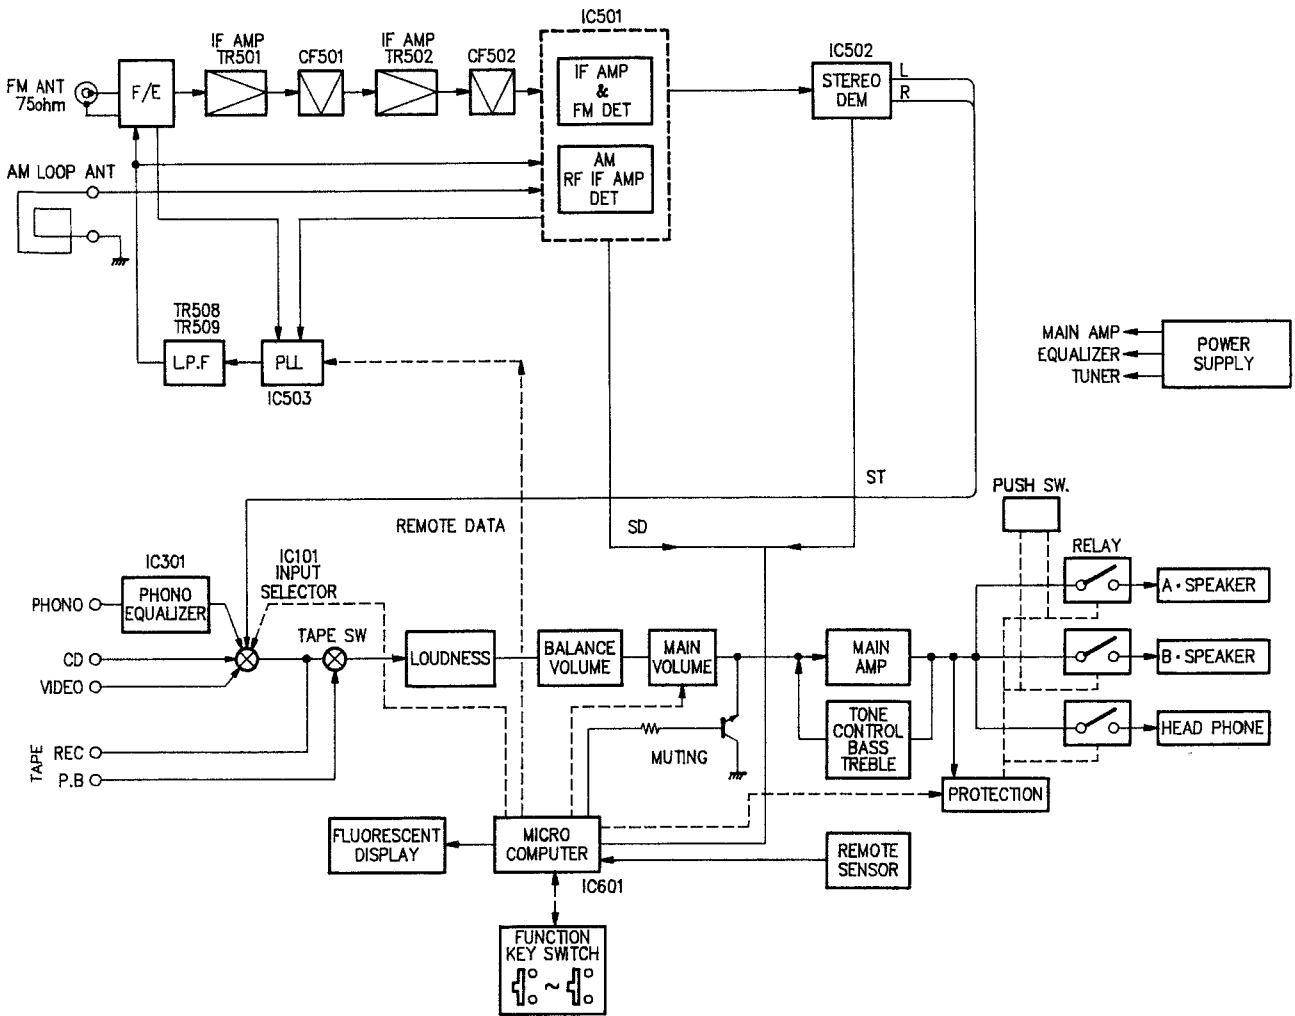 IC501
IF AMP
TR501
CF501
IF AMP
TR502
CF502
IC502
FM ANT
75ohm
F/E
IF AMP
&
FM DET
STEREO
DEM
L
R
AM LOOP ANT
AM
RF IF AMP
DET
TR508
TR509
L.P.F
PLL
IC503
MAIN AMP
EQUALIZER
TUNER
POWER
SUPPLY
ST
PUSH SW.
REMOTE DATA
SD
IC301
IC101
INPUT
SELECTOR
RELAY
PHONO
PHONO
EQUALIZER
A·SPEAKER
TAPE SW
CD
LOUDNESS
BALANCE
VOLUME
MAIN
VOLUME
MAIN
AMP
B·SPEAKER
VIDEO
TONE
CONTROL
BASS
TREBLE
HEAD PHONE
TAPE
REC
P.B
MUTING
PROTECTION
FLUORESCENT
DISPLAY
MICRO
COMPUTER
IC601
REMOTE
SENSOR
FUNCTION
KEY SWITCH
~